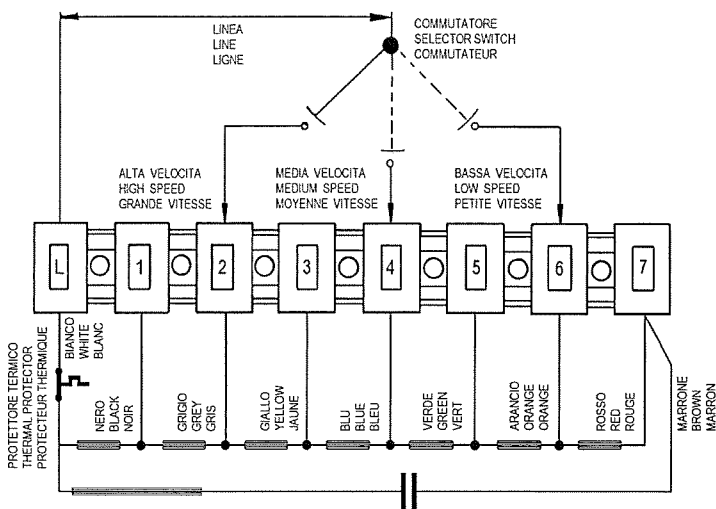 LINEA
LINE
LIGNE
COMMUTATORE
SELECTOR SWITCH
COMMUTATEUR
ALTA VELOCITA
HIGH SPEED
GRANDE VITESSE
MEDIA VELOCITA
MEDIUM SPEED
MOYENNE VITESSE
BASSA VELOCITA
LOW SPEED
PETITE VITESSE
L
1
2
3
4
5
6
7
PROTETTORE TERMICO
THERMAL PROTECTOR
PROTECTEUR THERMIQUE
BIANCO
WHITE
BLANC
NERO
BLACK
NOIR
GRIGIO
GREY
GRIS
GIALLO
YELLOW
JAUNE
BLU
BLUE
BLEU
VERDE
GREEN
VERT
ARANCIO
ORANGE
ORANGE
ROSSO
RED
ROUGE
MARRONE
BROWN
MARRON